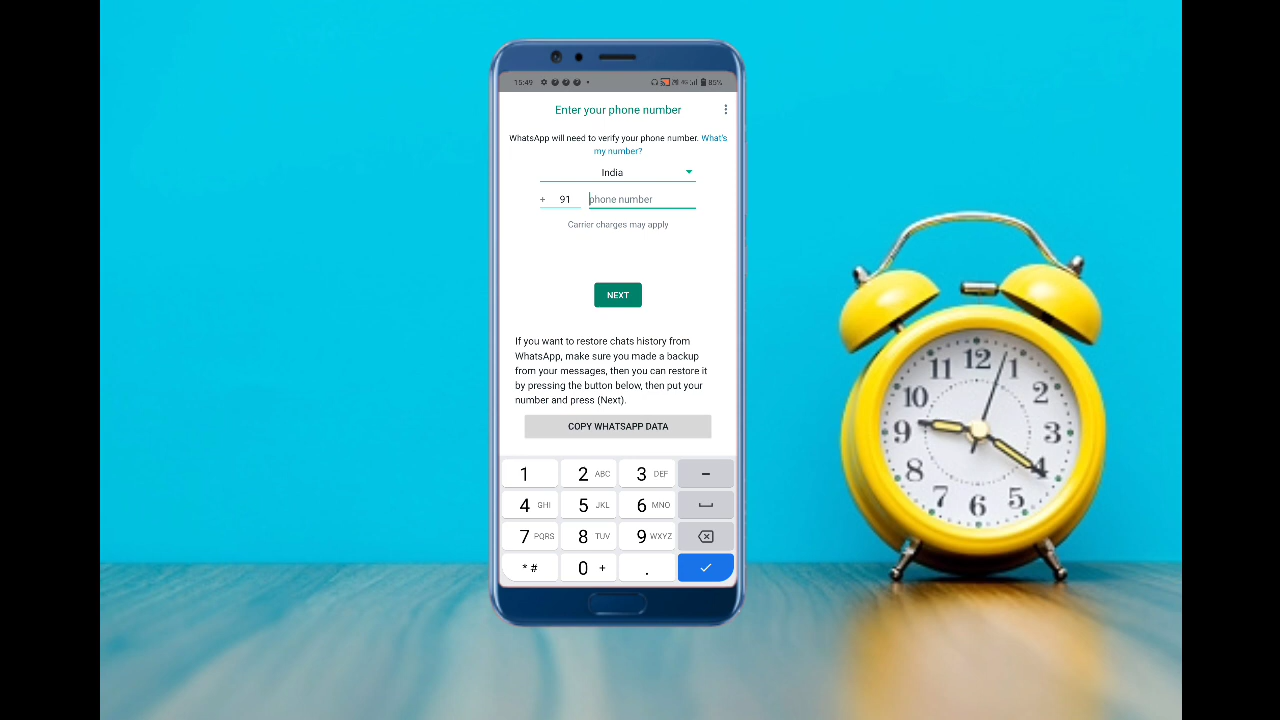 15:49
85%
Enter your phone number
WhatsApp will need to verify your phone number. What's
my number?
India
+ 91 phone number
Carrier charges may apply
NEXT
If you want to restore chats history from
WhatsApp, make sure you made a backup
from your messages, then you can restore it
by pressing the button below, then put your
number and press (Next).
COPY WHATSAPP DATA
1 2 ABC 3 DEF -
4 GHI 5 JKL 6 MNO
7 PQRS 8 TUV 9 WXYZ
* # 0 + .
12
1
2
3
4
5
6
7
8
9
10
11